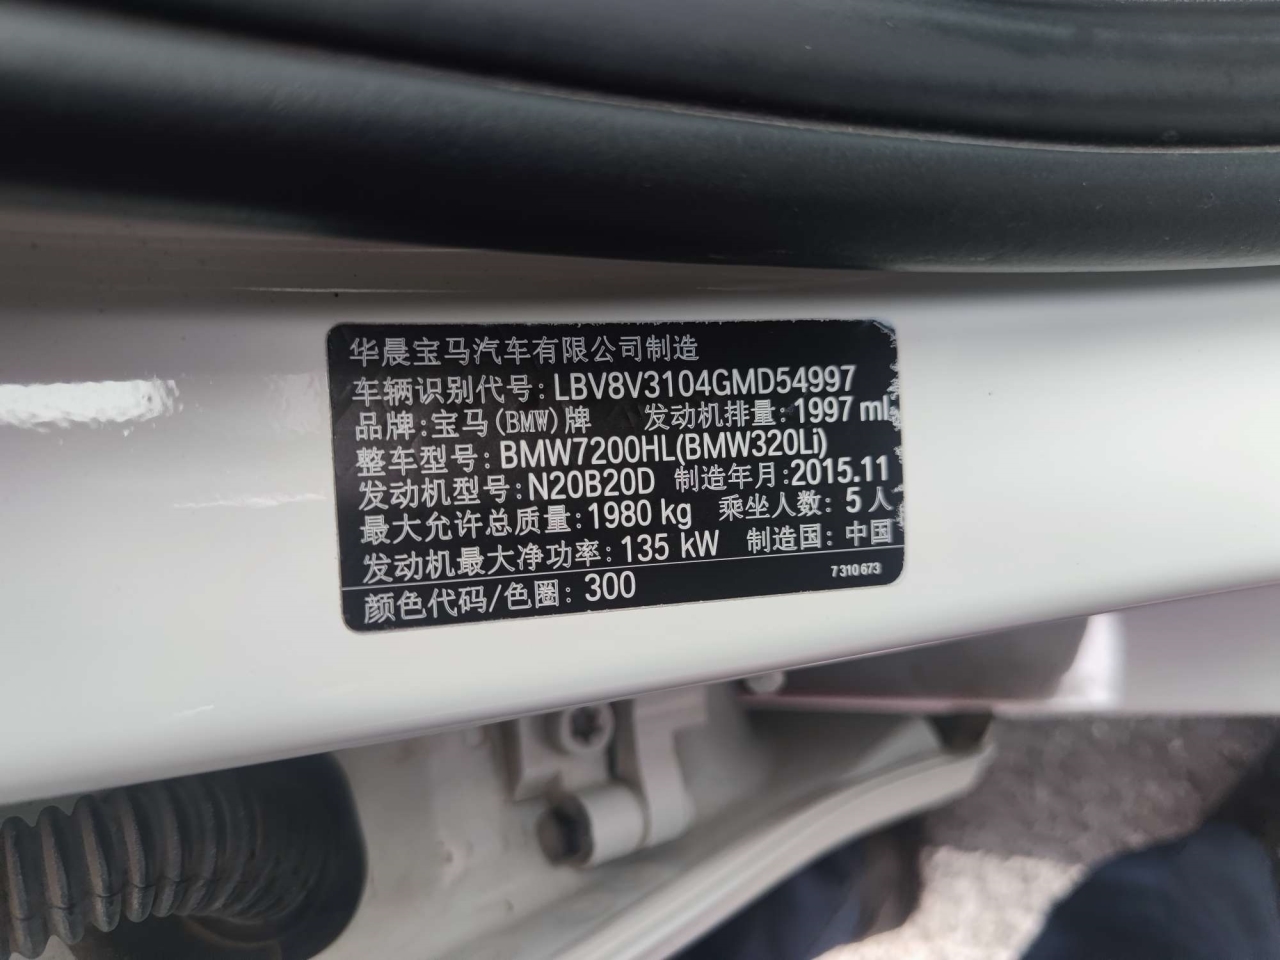 华晨宝马汽车有限公司制造
车辆识别代号: LBV8V3104GMD54997
品牌: 宝马(BMW)牌 发动机排量: 1997 ml
整车型号: BMW7200HL(BMW320Li)
发动机型号: N20B20D 制造年月: 2015.11
最大允许总质量: 1980 kg 乘坐人数: 5 人
发动机最大净功率: 135 kW 制造国: 中国
颜色代码/色圈: 300 7 310 673